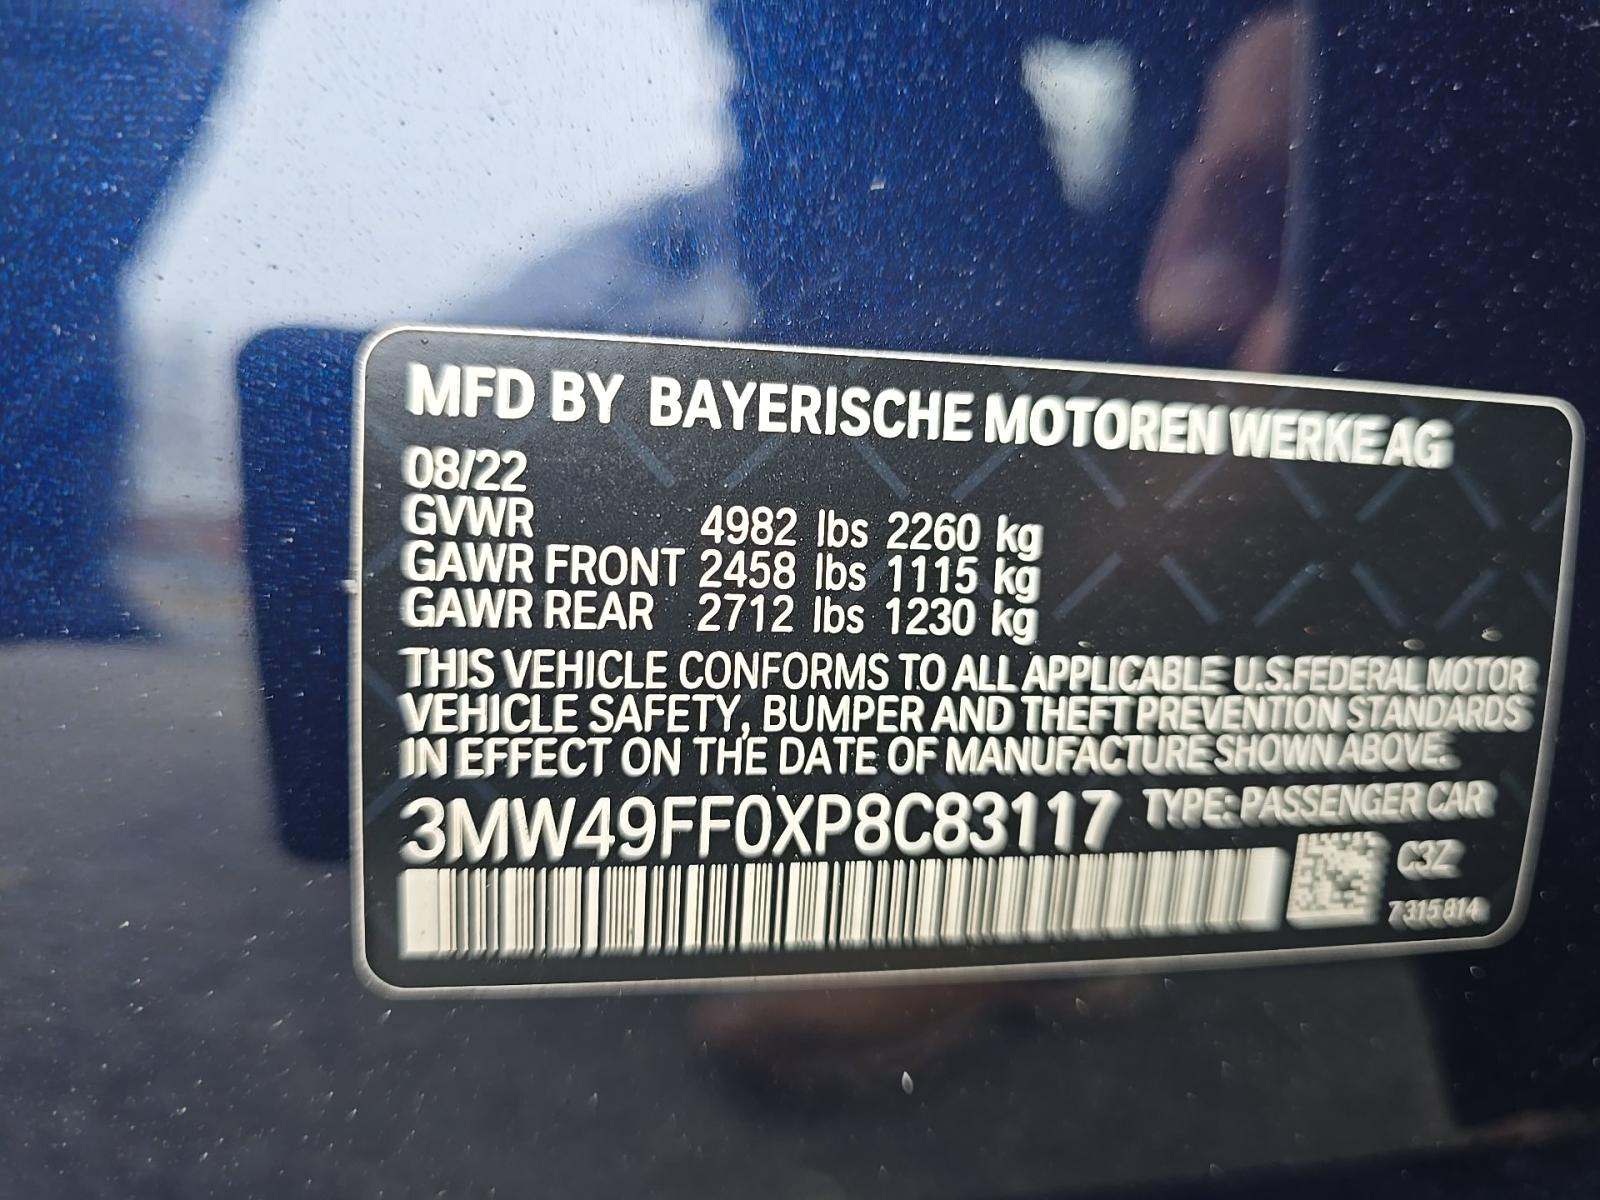 MFD BY BAYERISCHE MOTOREN WERKE AG
08/22
GVWR 4982 lbs 2260 kg
GAWR FRONT 2458 lbs 1115 kg
GAWR REAR 2712 lbs 1230 kg
THIS VEHICLE CONFORMS TO ALL APPLICABLE U.S.FEDERAL MOTOR
VEHICLE SAFETY, BUMPER AND THEFT PREVENTION STANDARDS
IN EFFECT ON THE DATE OF MANUFACTURE SHOWN ABOVE.
3MW49FF0XP8C83117 TYPE: PASSENGER CAR
C3Z
7315814